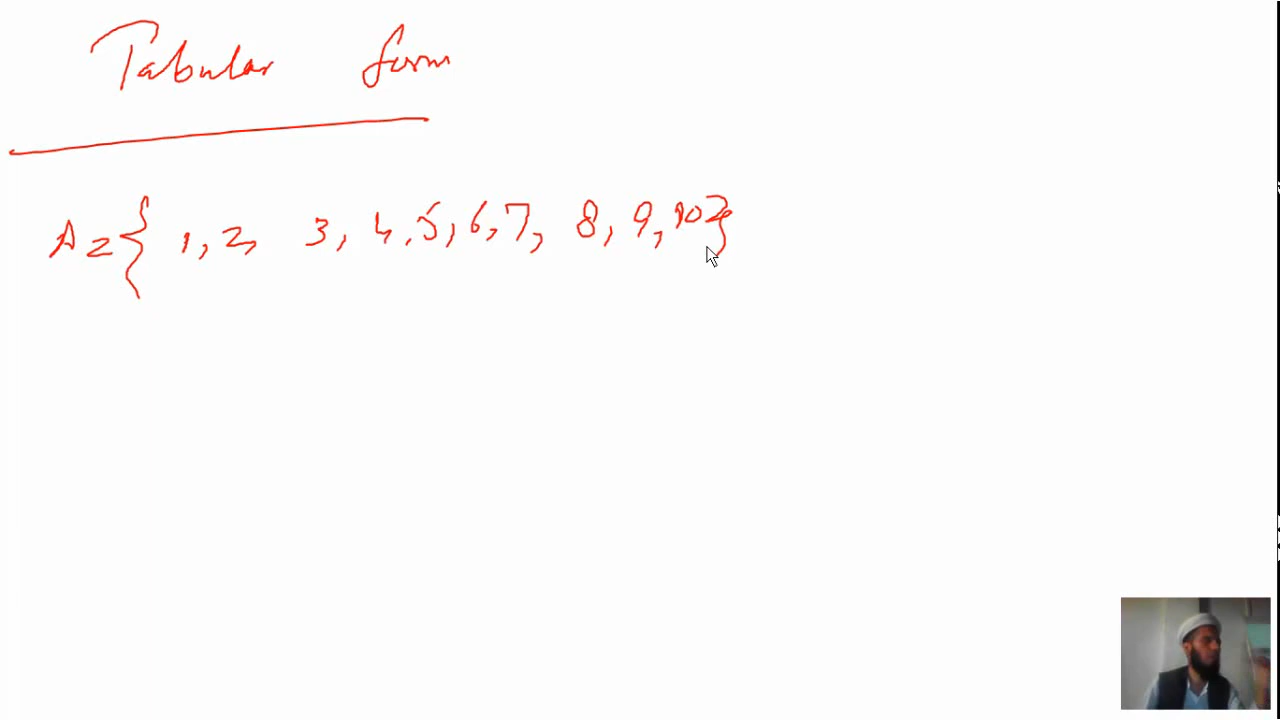 Tabular form
A = { 1, 2, 3, 4, 5, 6, 7, 8, 9, 10 }